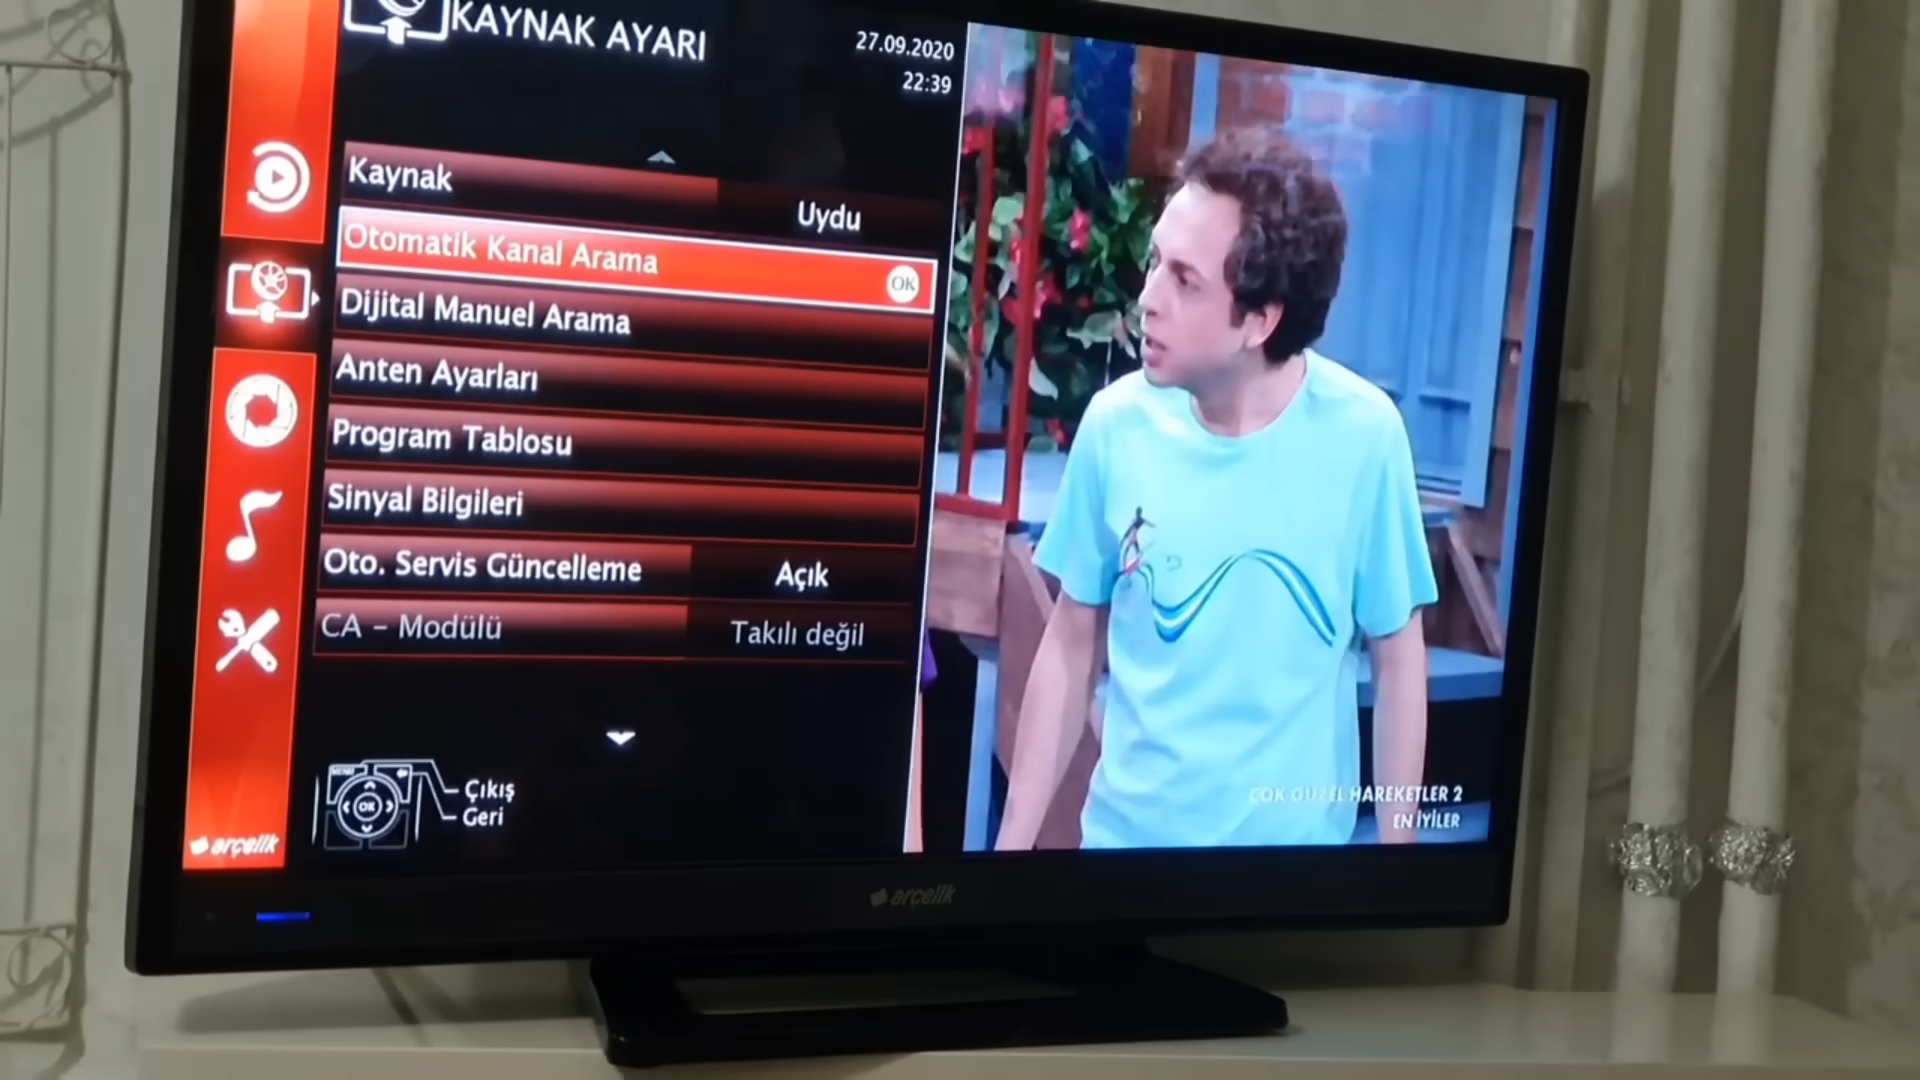 KAYNAK AYARI
27.09.2020
22:39
Kaynak
Uydu
Otomatik Kanal Arama
OK
Dijital Manuel Arama
Anten Ayarları
Program Tablosu
Sinyal Bilgileri
Oto. Servis Güncelleme
Açık
CA - Modülü
Takılı değil
MENU
OK
Çıkış
Geri
arçelik
ÇOK GÜZEL HAREKETLER 2
EN İYİLER
arçelik